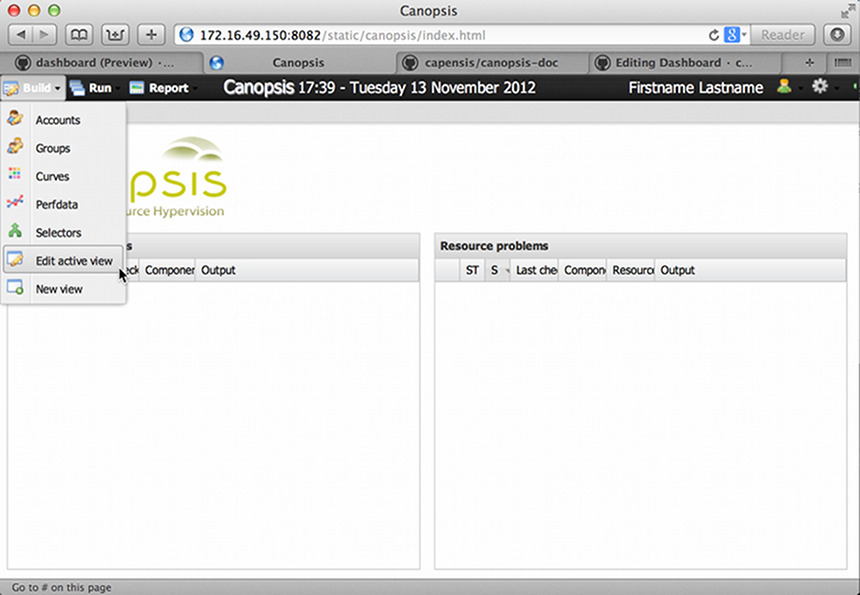 Canopsis
172.16.49.150:8082/static/canopsis/index.html
Reader
dashboard (Preview) · ...
Canopsis
capensis/canopsis-doc
Editing Dashboard · c...
Build
Run
Report
Canopsis 17:39 - Tuesday 13 November 2012
Firstname Lastname
Accounts
Groups
Curves
Perfdata
Selectors
Edit active view
New view
psis
urce Hypervision
s
eck
Componen
Output
Resource problems
ST
S
Last che
Compon
Resourc
Output
Go to # on this page